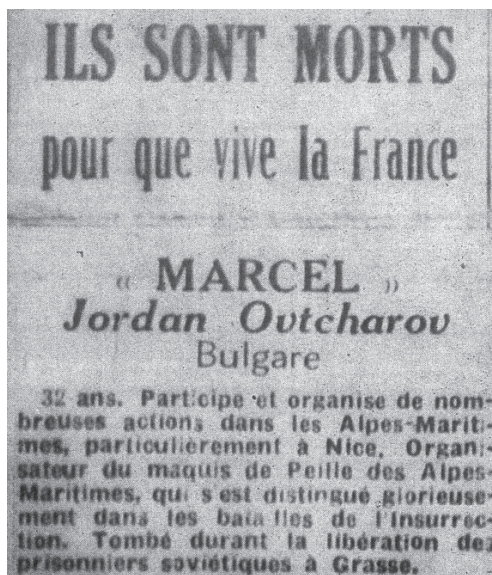 ILS SONT MORTS
pour que vive la France
« MARCEL »
Jordan Ovtcharov
Bulgare
32 ans. Participe et organise de nom-
breuses actions dans les Alpes-Mariti-
mes, particulièrement à Nice. Organi-
sateur du maquis de Peille des Alpes-
Maritimes, qui s'est distingué glorieuse-
ment dans les batailles de l'Insurrec-
tion. Tombé durant la libération des
prisonniers soviétiques à Grasse.